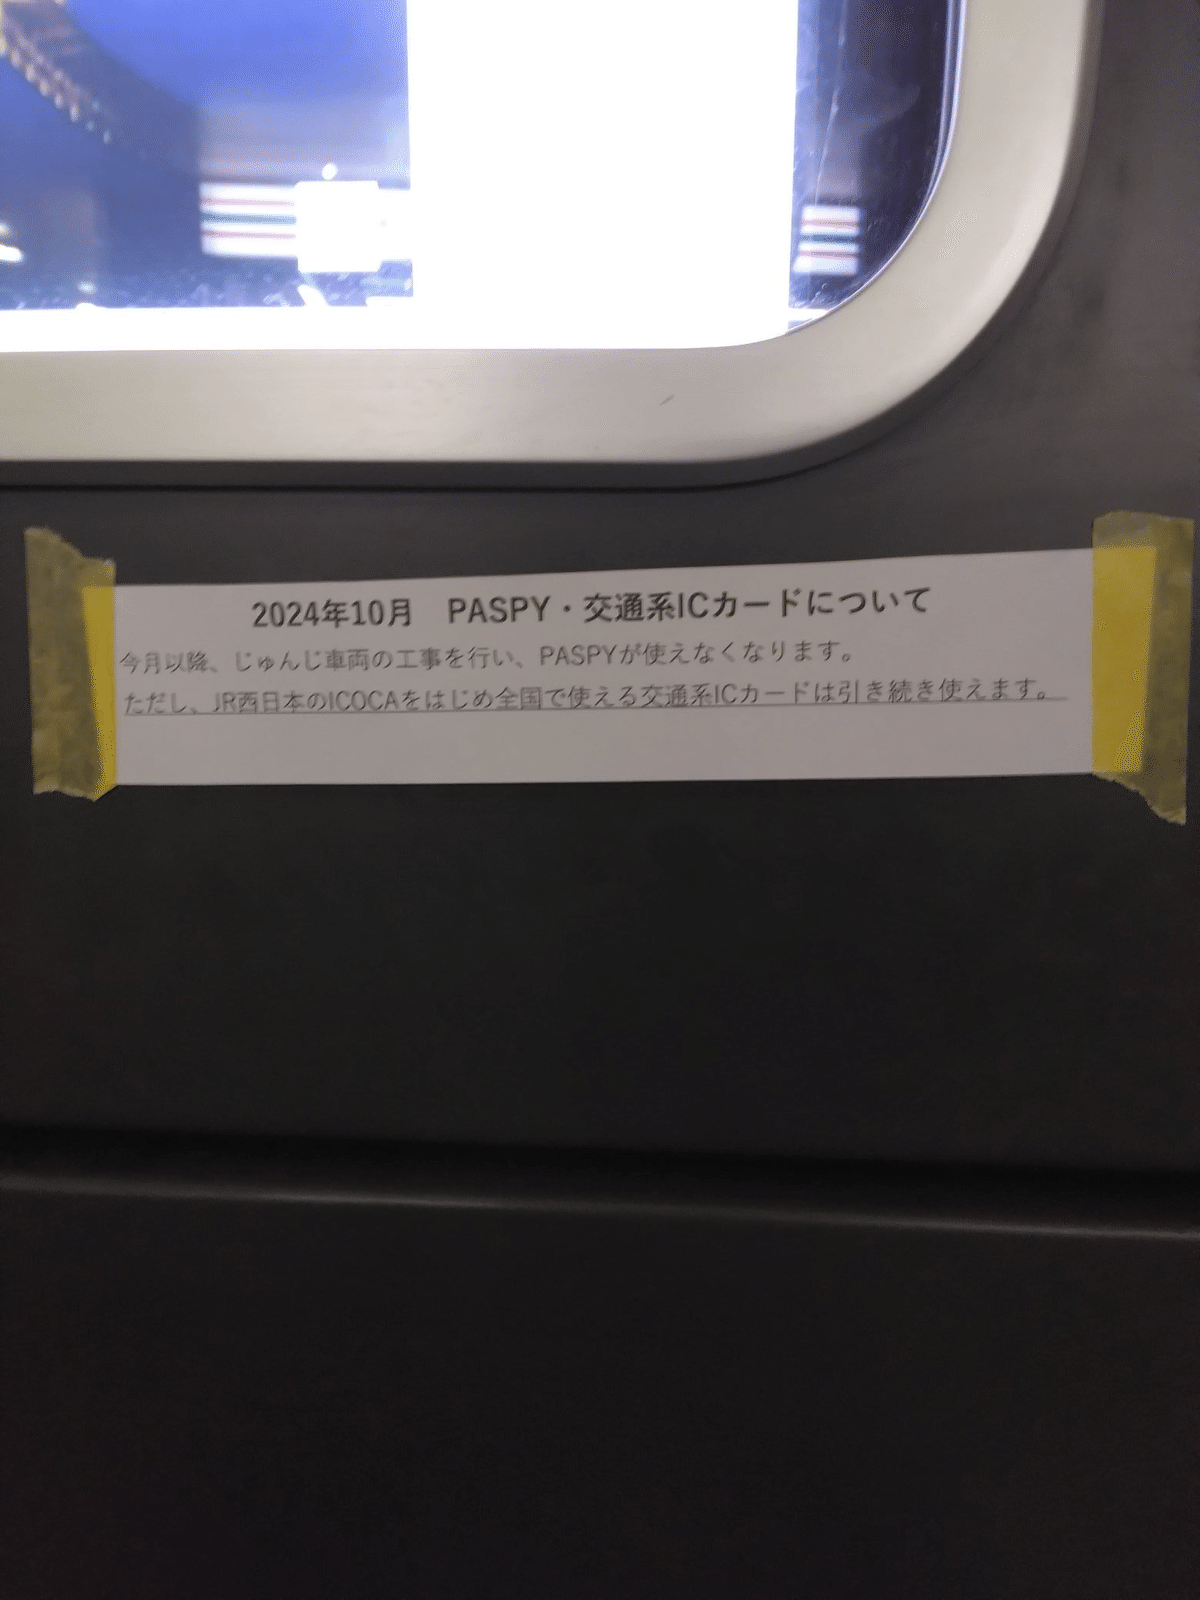 2024年10月　PASPY・交通系ICカードについて
今月以降、じゅんじ車両の工事を行い、PASPYが使えなくなります。
ただし、JR西日本のICOCAをはじめ全国で使える交通系ICカードは引き続き使えます。